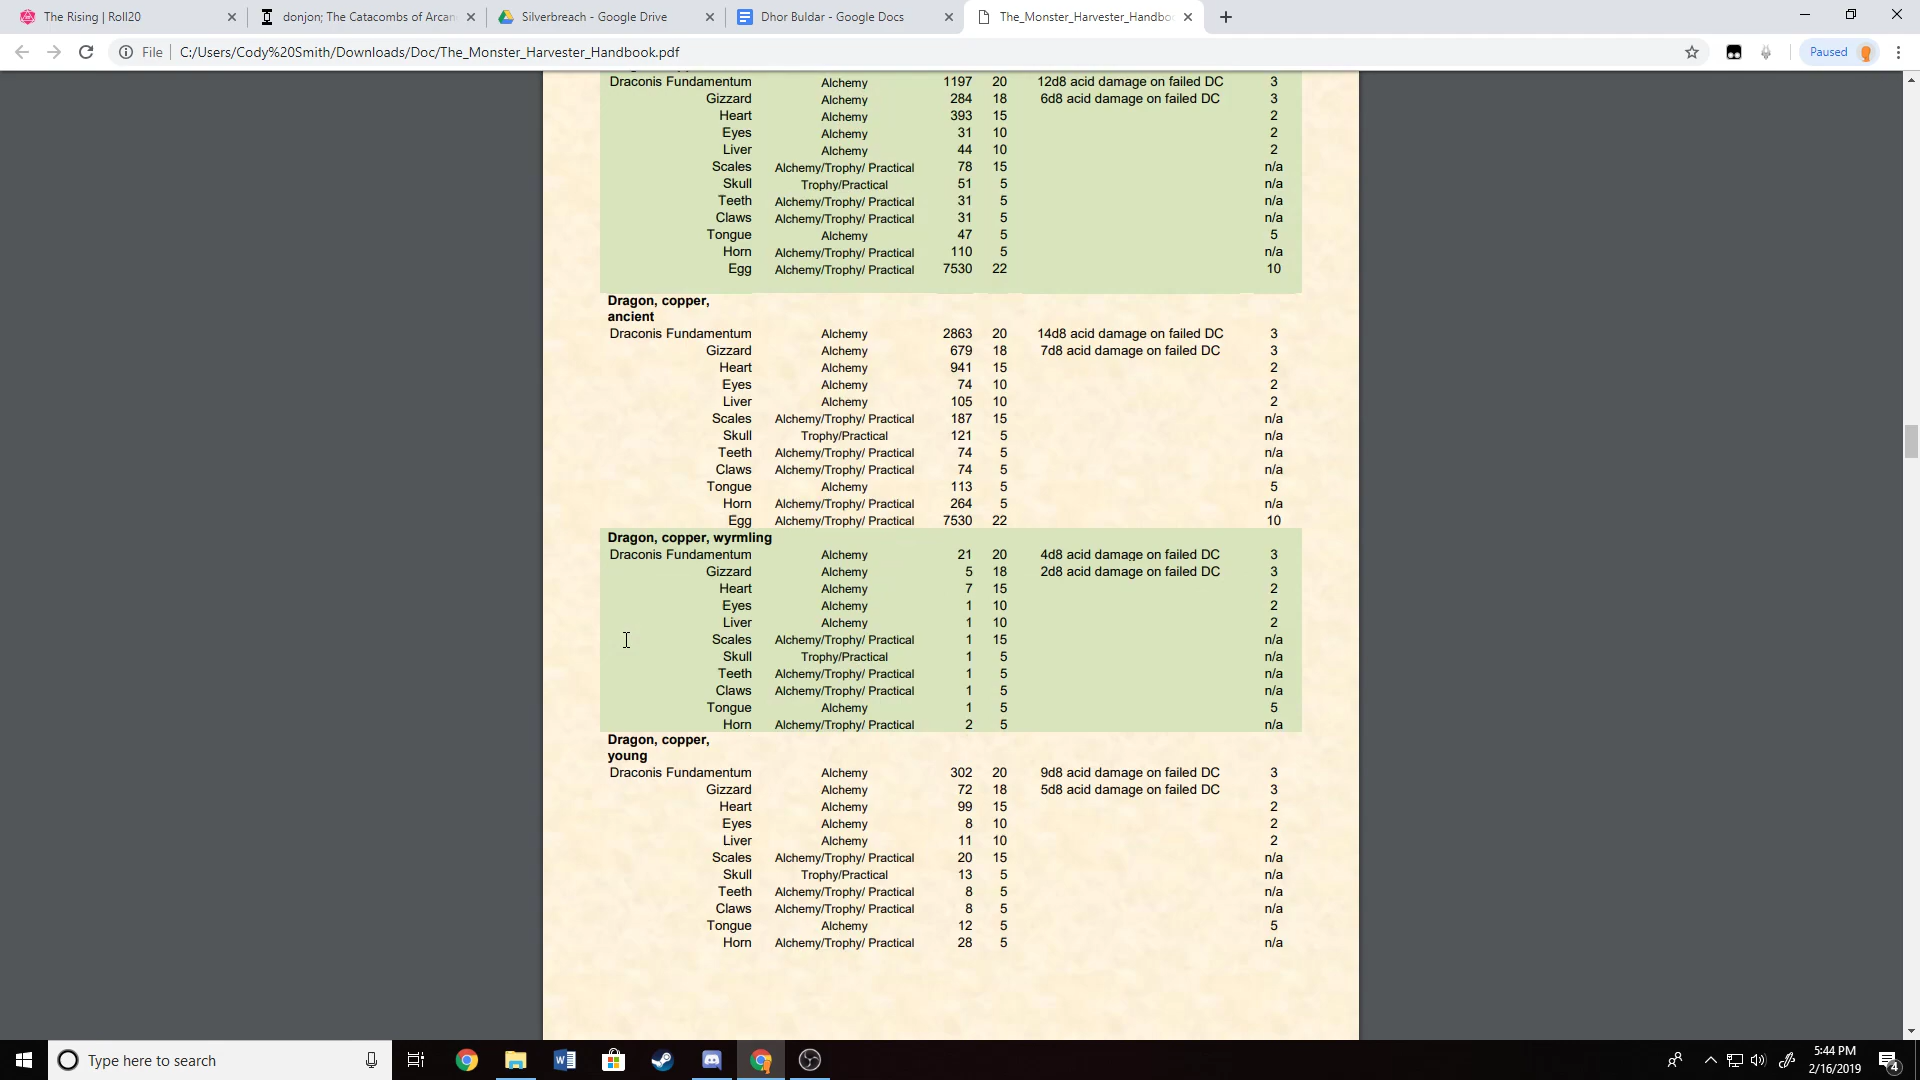 The Rising | Roll20
donjon; The Catacombs of Arcan
Silverbreach - Google Drive
Dhor Buldar - Google Docs
The_Monster_Harvester_Handbo
File C:/Users/Cody%20Smith/Downloads/Doc/The_Monster_Harvester_Handbook.pdf
Paused
Draconis Fundamentum Alchemy 1197 20 12d8 acid damage on failed DC 3
Gizzard Alchemy 284 18 6d8 acid damage on failed DC 3
Heart Alchemy 393 15 2
Eyes Alchemy 31 10 2
Liver Alchemy 44 10 2
Scales Alchemy/Trophy/ Practical 78 15 n/a
Skull Trophy/Practical 51 5 n/a
Teeth Alchemy/Trophy/ Practical 31 5 n/a
Claws Alchemy/Trophy/ Practical 31 5 n/a
Tongue Alchemy 47 5 5
Horn Alchemy/Trophy/ Practical 110 5 n/a
Egg Alchemy/Trophy/ Practical 7530 22 10
Dragon, copper,
ancient
Draconis Fundamentum Alchemy 2863 20 14d8 acid damage on failed DC 3
Gizzard Alchemy 679 18 7d8 acid damage on failed DC 3
Heart Alchemy 941 15 2
Eyes Alchemy 74 10 2
Liver Alchemy 105 10 2
Scales Alchemy/Trophy/ Practical 187 15 n/a
Skull Trophy/Practical 121 5 n/a
Teeth Alchemy/Trophy/ Practical 74 5 n/a
Claws Alchemy/Trophy/ Practical 74 5 n/a
Tongue Alchemy 113 5 5
Horn Alchemy/Trophy/ Practical 264 5 n/a
Egg Alchemy/Trophy/ Practical 7530 22 10
Dragon, copper, wyrmling
Draconis Fundamentum Alchemy 21 20 4d8 acid damage on failed DC 3
Gizzard Alchemy 5 18 2d8 acid damage on failed DC 3
Heart Alchemy 7 15 2
Eyes Alchemy 1 10 2
Liver Alchemy 1 10 2
Scales Alchemy/Trophy/ Practical 1 15 n/a
Skull Trophy/Practical 1 5 n/a
Teeth Alchemy/Trophy/ Practical 1 5 n/a
Claws Alchemy/Trophy/ Practical 1 5 n/a
Tongue Alchemy 1 5 5
Horn Alchemy/Trophy/ Practical 2 5 n/a
Dragon, copper,
young
Draconis Fundamentum Alchemy 302 20 9d8 acid damage on failed DC 3
Gizzard Alchemy 72 18 5d8 acid damage on failed DC 3
Heart Alchemy 99 15 2
Eyes Alchemy 8 10 2
Liver Alchemy 11 10 2
Scales Alchemy/Trophy/ Practical 20 15 n/a
Skull Trophy/Practical 13 5 n/a
Teeth Alchemy/Trophy/ Practical 8 5 n/a
Claws Alchemy/Trophy/ Practical 8 5 n/a
Tongue Alchemy 12 5 5
Horn Alchemy/Trophy/ Practical 28 5 n/a
Type here to search
5:44 PM
2/16/2019
4